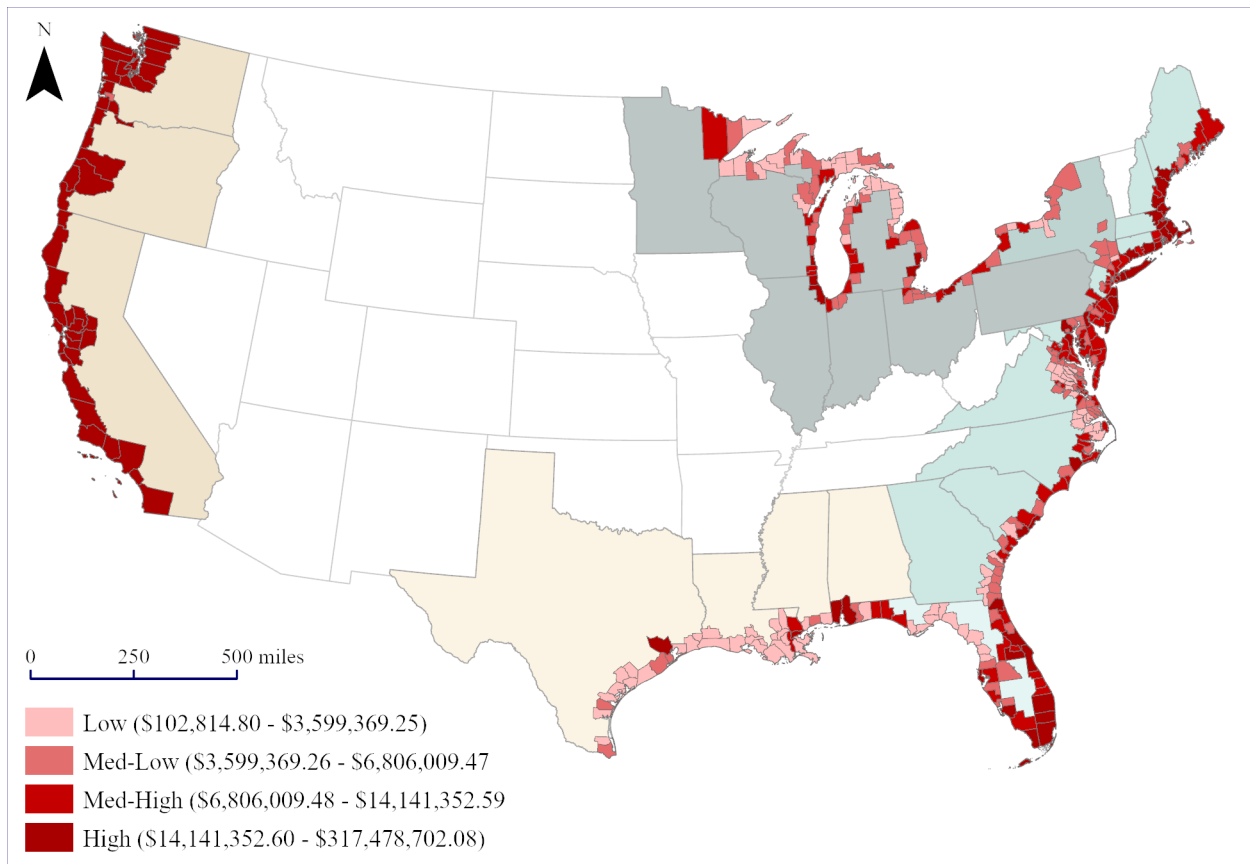 N
0 250 500 miles
Low ($102,814.80 - $3,599,369.25)
Med-Low ($3,599,369.26 - $6,806,009.47
Med-High ($6,806,009.48 - $14,141,352.59
High ($14,141,352.60 - $317,478,702.08)